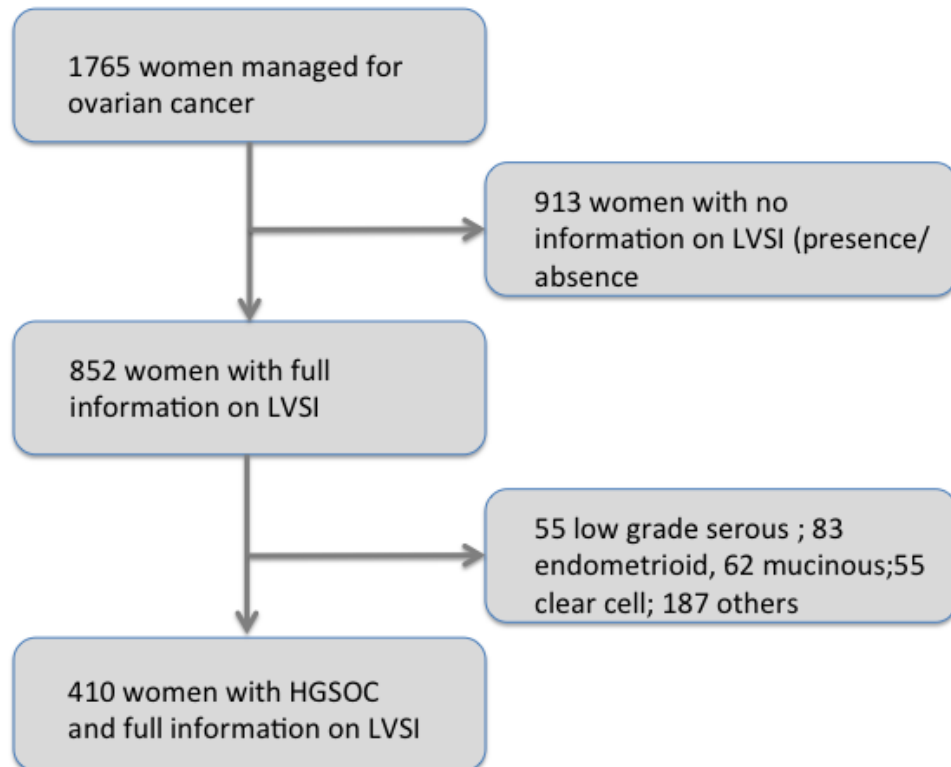 1765 women managed for
ovarian cancer
913 women with no
information on LVSI (presence/
absence
852 women with full
information on LVSI
55 low grade serous ; 83
endometrioid, 62 mucinous;55
clear cell; 187 others
410 women with HGSOC
and full information on LVSI